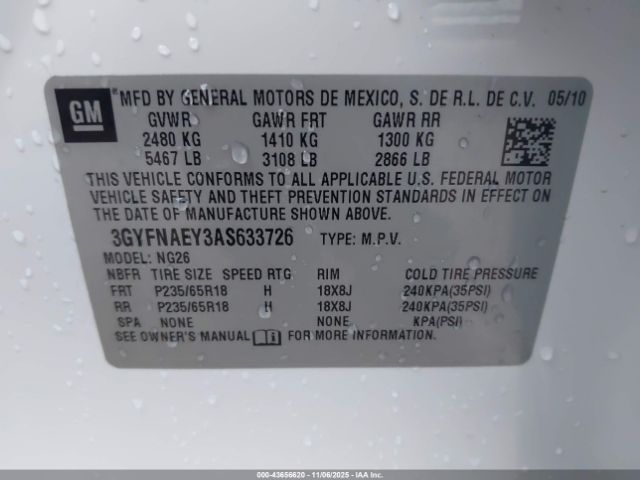 GM
MFD BY GENERAL MOTORS DE MEXICO, S. DE R.L. DE C.V. 05/10
GVWR GAWR FRT GAWR RR
2480 KG 1410 KG 1300 KG
5467 LB 3108 LB 2866 LB
THIS VEHICLE CONFORMS TO ALL APPLICABLE U.S. FEDERAL MOTOR
VEHICLE SAFETY AND THEFT PREVENTION STANDARDS IN EFFECT ON
THE DATE OF MANUFACTURE SHOWN ABOVE.
3GYFNAEY3AS633726 TYPE: M.P.V.
MODEL: NG26
NBFR TIRE SIZE SPEED RTG RIM COLD TIRE PRESSURE
FRT P235/65R18 H 18X8J 240KPA(35PSI)
RR P235/65R18 H 18X8J 240KPA(35PSI)
SPA NONE NONE KPA(PSI)
SEE OWNER'S MANUAL FOR MORE INFORMATION.
000-43656620 - 11/06/2025 - IAAI.com